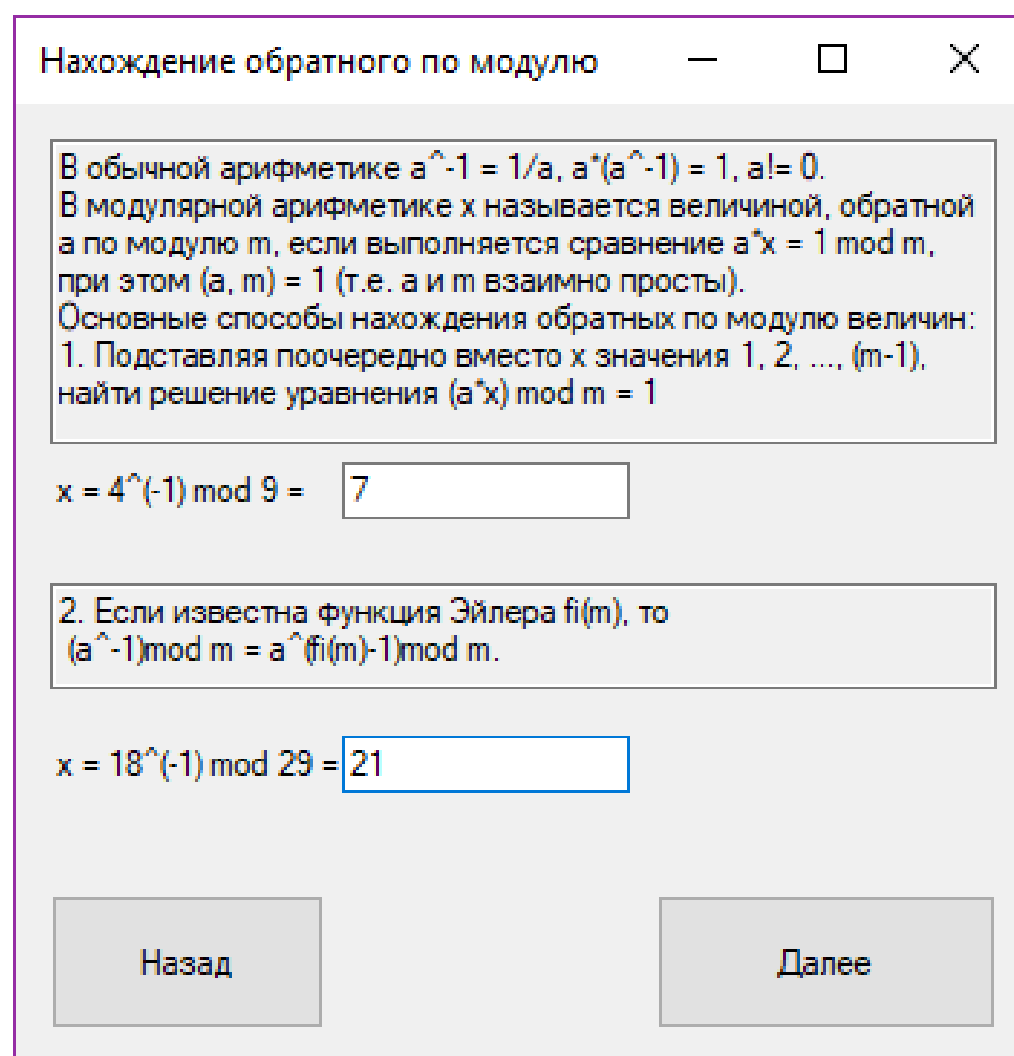 Нахождение обратного по модулю
В обычной арифметике a^-1 = 1/a, a*(a^-1) = 1, a!= 0.
В модулярной арифметике x называется величиной, обратной
a по модулю m, если выполняется сравнение a*x = 1 mod m,
при этом (a, m) = 1 (т.е. a и m взаимно просты).
Основные способы нахождения обратных по модулю величин:
1. Подставляя поочередно вместо x значения 1, 2, ..., (m-1),
найти решение уравнения (a*x) mod m = 1
x = 4^(-1) mod 9 = 7
2. Если известна функция Эйлера fi(m), то
(a^-1)mod m = a^(fi(m)-1)mod m.
x = 18^(-1) mod 29 = 21
Назад Далее